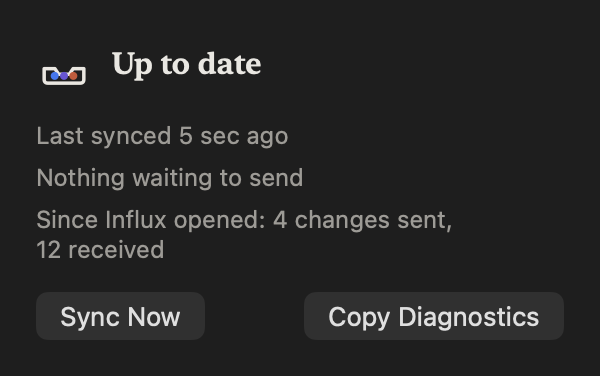 Up to date
Last synced 5 sec ago
Nothing waiting to send
Since Influx opened: 4 changes sent,
12 received
Sync Now
Copy Diagnostics